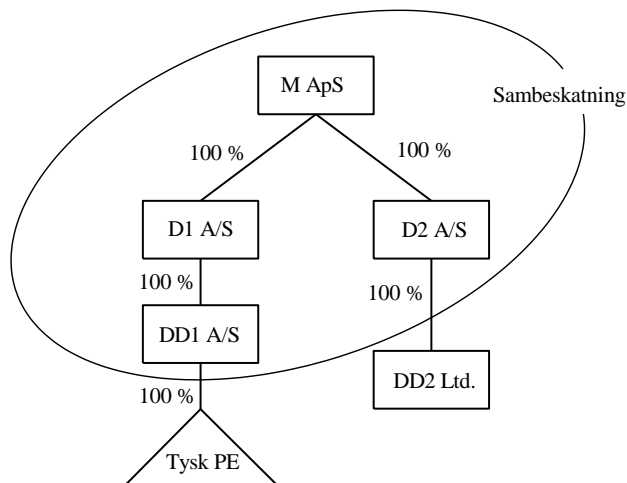 M ApS
Sambeskatning
100 %
100 %
D1 A/S
D2 A/S
100 %
100 %
DD1 A/S
DD2 Ltd.
100 %
Tysk PE